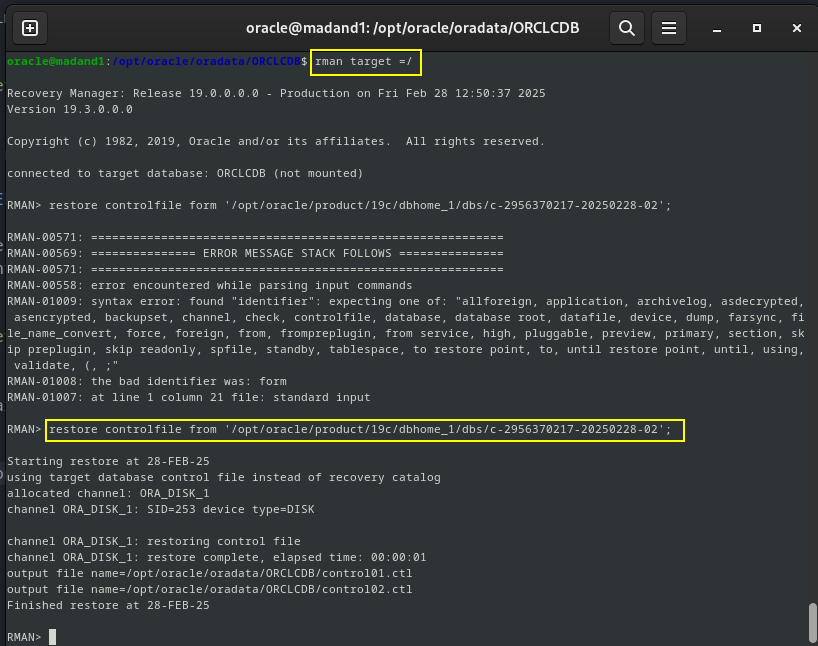 oracle@madand1: /opt/oracle/oradata/ORCLCDB
oracle@madand1:/opt/oracle/oradata/ORCLCDB$ rman target =/
Recovery Manager: Release 19.0.0.0.0 - Production on Fri Feb 28 12:50:37 2025
Version 19.3.0.0.0
Copyright (c) 1982, 2019, Oracle and/or its affiliates.  All rights reserved.
connected to target database: ORCLCDB (not mounted)
RMAN> restore controlfile form '/opt/oracle/product/19c/dbhome_1/dbs/c-2956370217-20250228-02';
RMAN-00571: ===========================================================
RMAN-00569: =============== ERROR MESSAGE STACK FOLLOWS ===============
RMAN-00571: ===========================================================
RMAN-00558: error encountered while parsing input commands
RMAN-01009: syntax error: found "identifier": expecting one of: "allforeign, application, archivelog, asdecrypted,
asencrypted, backupset, channel, check, controlfile, database, database root, datafile, device, dump, farsync, fi
le_name_convert, force, foreign, from, frompreplugin, from service, high, pluggable, preview, primary, section, sk
ip preplugin, skip readonly, spfile, standby, tablespace, to restore point, to, until restore point, until, using,
validate, (, ;"
RMAN-01008: the bad identifier was: form
RMAN-01007: at line 1 column 21 file: standard input
RMAN> restore controlfile from '/opt/oracle/product/19c/dbhome_1/dbs/c-2956370217-20250228-02';
Starting restore at 28-FEB-25
using target database control file instead of recovery catalog
allocated channel: ORA_DISK_1
channel ORA_DISK_1: SID=253 device type=DISK
channel ORA_DISK_1: restoring control file
channel ORA_DISK_1: restore complete, elapsed time: 00:00:01
output file name=/opt/oracle/oradata/ORCLCDB/control01.ctl
output file name=/opt/oracle/oradata/ORCLCDB/control02.ctl
Finished restore at 28-FEB-25
RMAN>